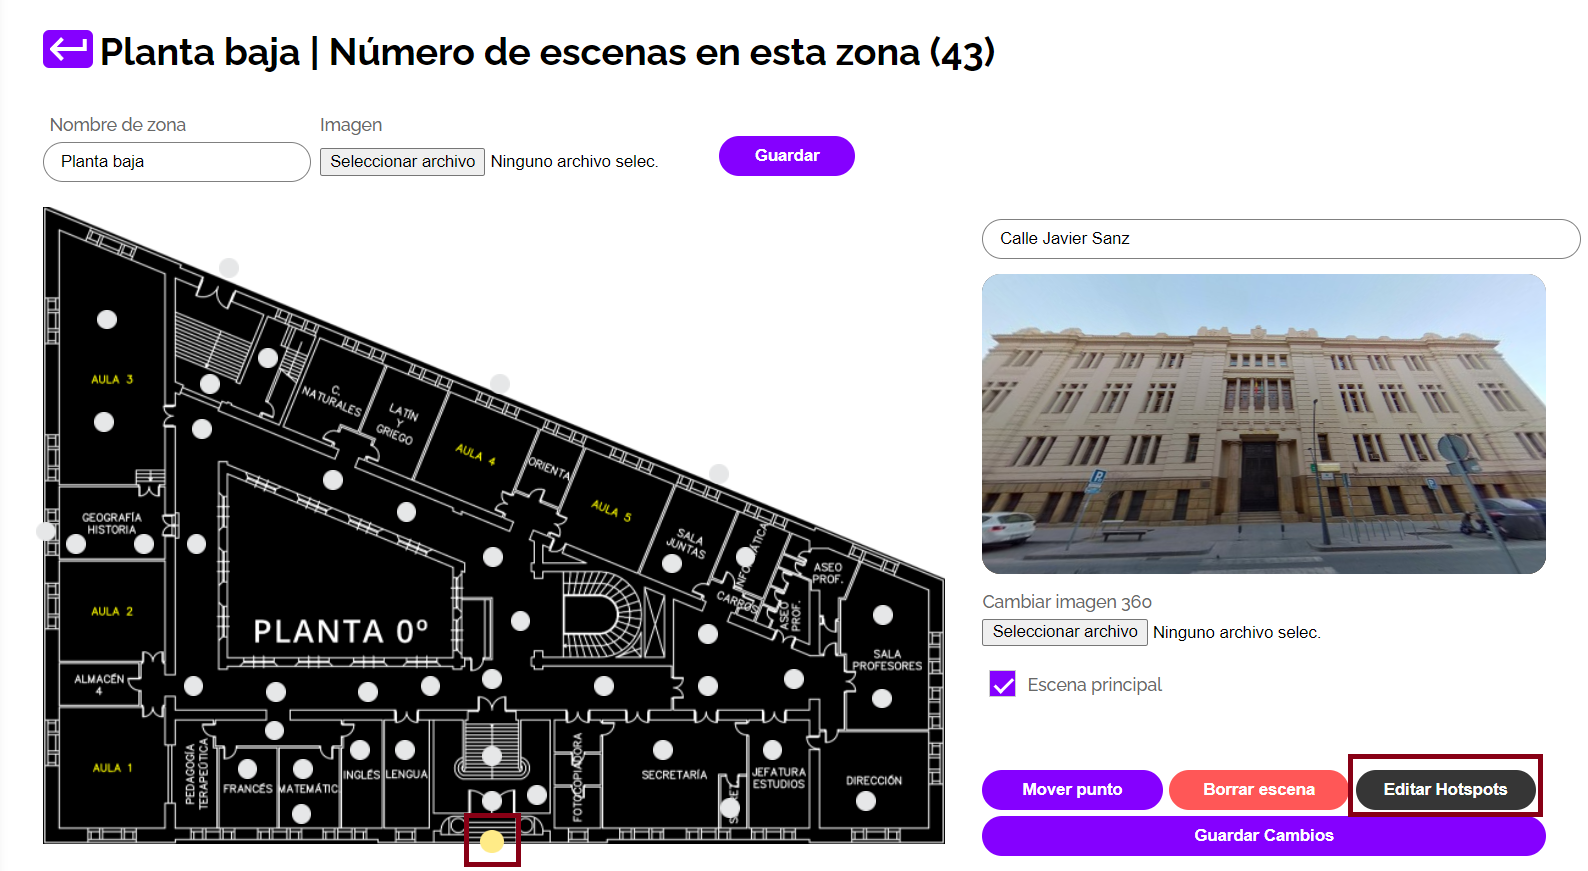 Planta baja | Número de escenas en esta zona (43)
Nombre de zona
Imagen
Planta baja
Seleccionar archivo
Ninguno archivo selec.
Guardar
Calle Javier Sanz
AULA 3
C.
NATURALES
LATÍN
Y
GRIEGO
AULA 4
ORIENTA
AULA 5
SALA
JUNTAS
INFORMÁTICA
CARROS
ASEO
PROF.
ASEO
PROF.
GEOGRAFÍA
HISTORIA
AULA 2
PLANTA 0º
SALA
PROFESORES
ALMACÉN
4
AULA 1
PEDAGOGÍA
TERAPEÚTICA
FRANCÉS
MATEMÁTIC
INGLÉS
LENGUA
FOTOCOPIADORA
SECRETARÍA
JEFATURA
ESTUDIOS
DIRECCIÓN
Cambiar imagen 360
Seleccionar archivo
Ninguno archivo selec.
Escena principal
Mover punto
Borrar escena
Editar Hotspots
Guardar Cambios